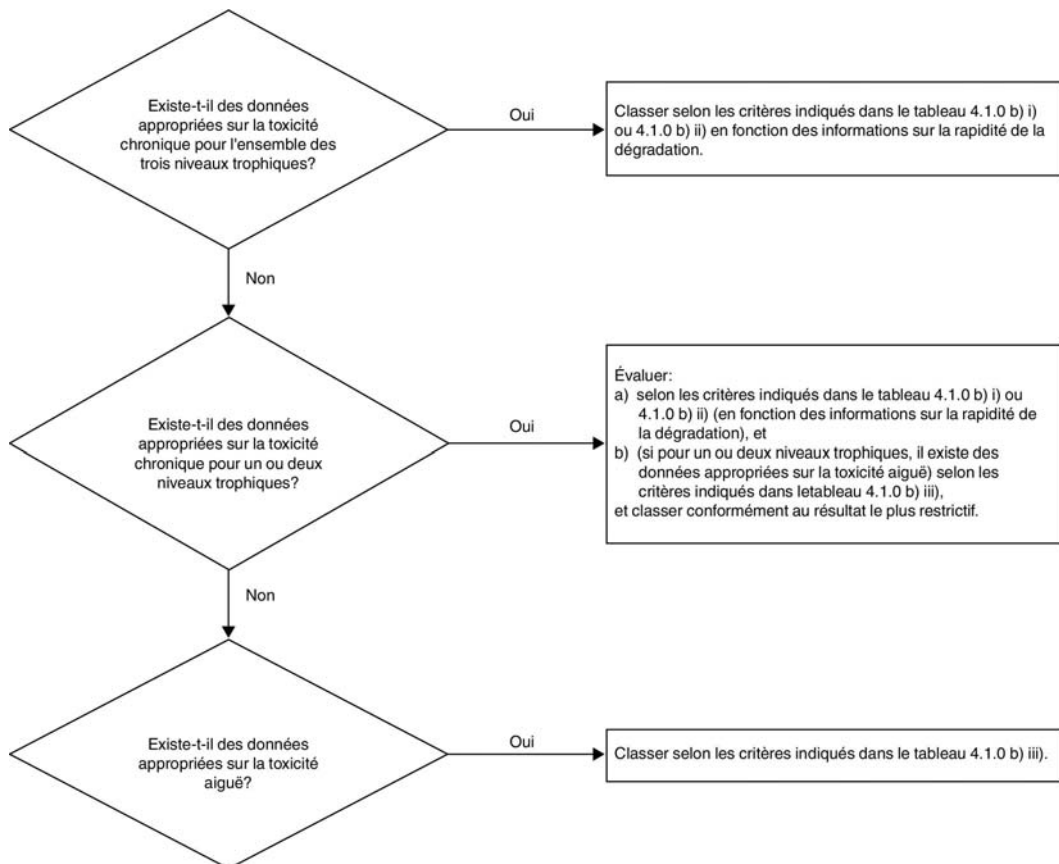 Existe-t-il des données
appropriées sur la toxicité
chronique pour l'ensemble des
trois niveaux trophiques?
Oui
Classer selon les critères indiqués dans le tableau 4.1.0 b) i)
ou 4.1.0 b) ii) en fonction des informations sur la rapidité de la
dégradation.
Non
Existe-t-il des données
appropriées sur la toxicité
chronique pour un ou deux
niveaux trophiques?
Oui
Évaluer:
a) selon les critères indiqués dans le tableau 4.1.0 b) i) ou
4.1.0 b) ii) (en fonction des informations sur la rapidité de
la dégradation), et
b) (si pour un ou deux niveaux trophiques, il existe des
données appropriées sur la toxicité aiguë) selon les
critères indiqués dans letableau 4.1.0 b) iii),
et classer conformément au résultat le plus restrictif.
Non
Existe-t-il des données
appropriées sur la toxicité
aiguë?
Oui
Classer selon les critères indiqués dans le tableau 4.1.0 b) iii).